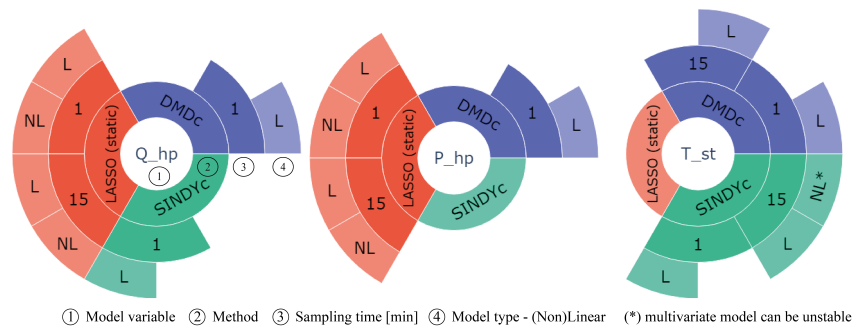 L
NL
L
NL
1
15
LASSO (static)
DMDc
1
L
Q_hp
1 2 3 4
SINDYc
1
L
L
NL
L
NL
1
15
LASSO (static)
DMDc
1
L
P_hp
SINDYc
L
15
DMDc
1
L
LASSO (static)
T_st
SINDYc
15
NL*
L
1
L
1 Model variable 2 Method 3 Sampling time [min] 4 Model type - (Non)Linear (*) multivariate model can be unstable